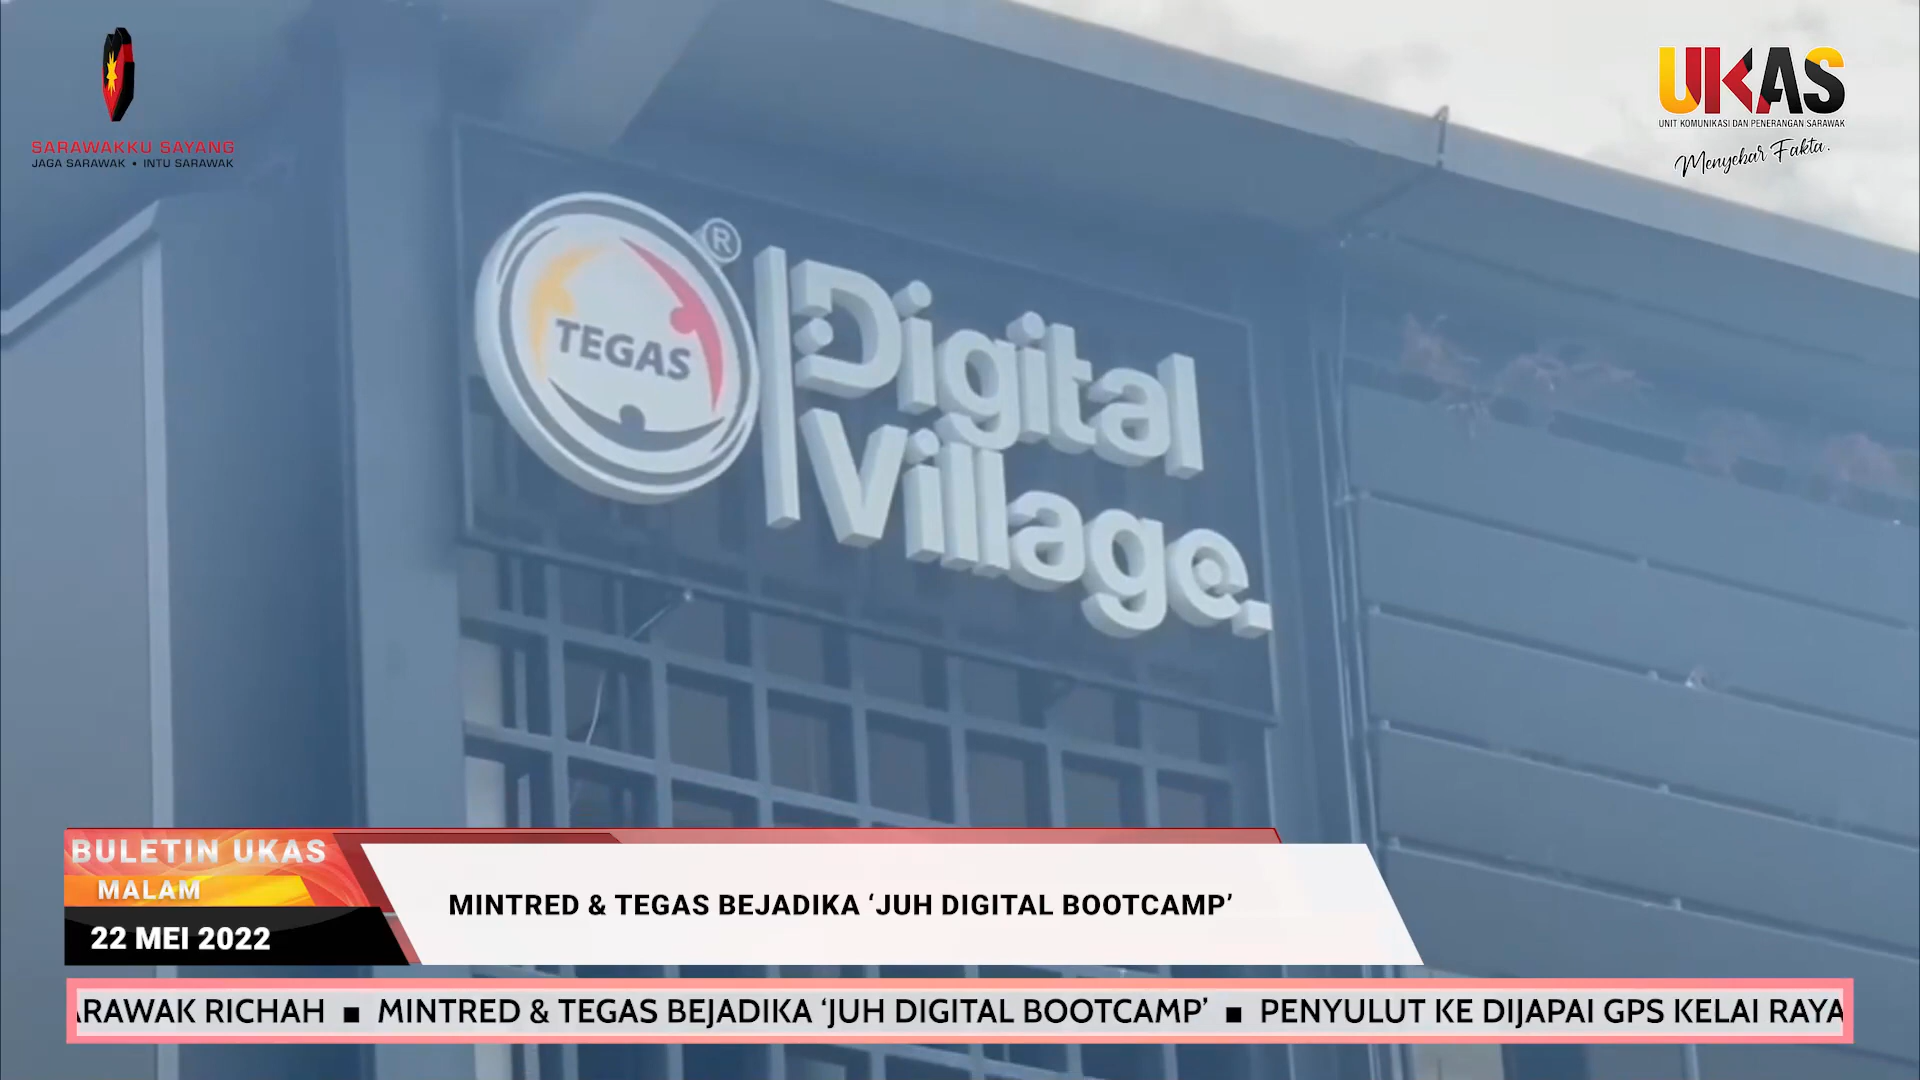 SARAWAKKU SAYANG
JAGA SARAWAK • INTU SARAWAK
UKAS
UNIT KOMUNIKASI DAN PENERANGAN SARAWAK
Menyebar Fakta.
TEGAS
®
Digital
Village_
BULETIN UKAS
MALAM
22 MEI 2022
MINTRED & TEGAS BEJADIKA ‘JUH DIGITAL BOOTCAMP’
ARAWAK RICHAH ■ MINTRED & TEGAS BEJADIKA ‘JUH DIGITAL BOOTCAMP’ ■ PENYULUT KE DIJAPAI GPS KELAI RAYA